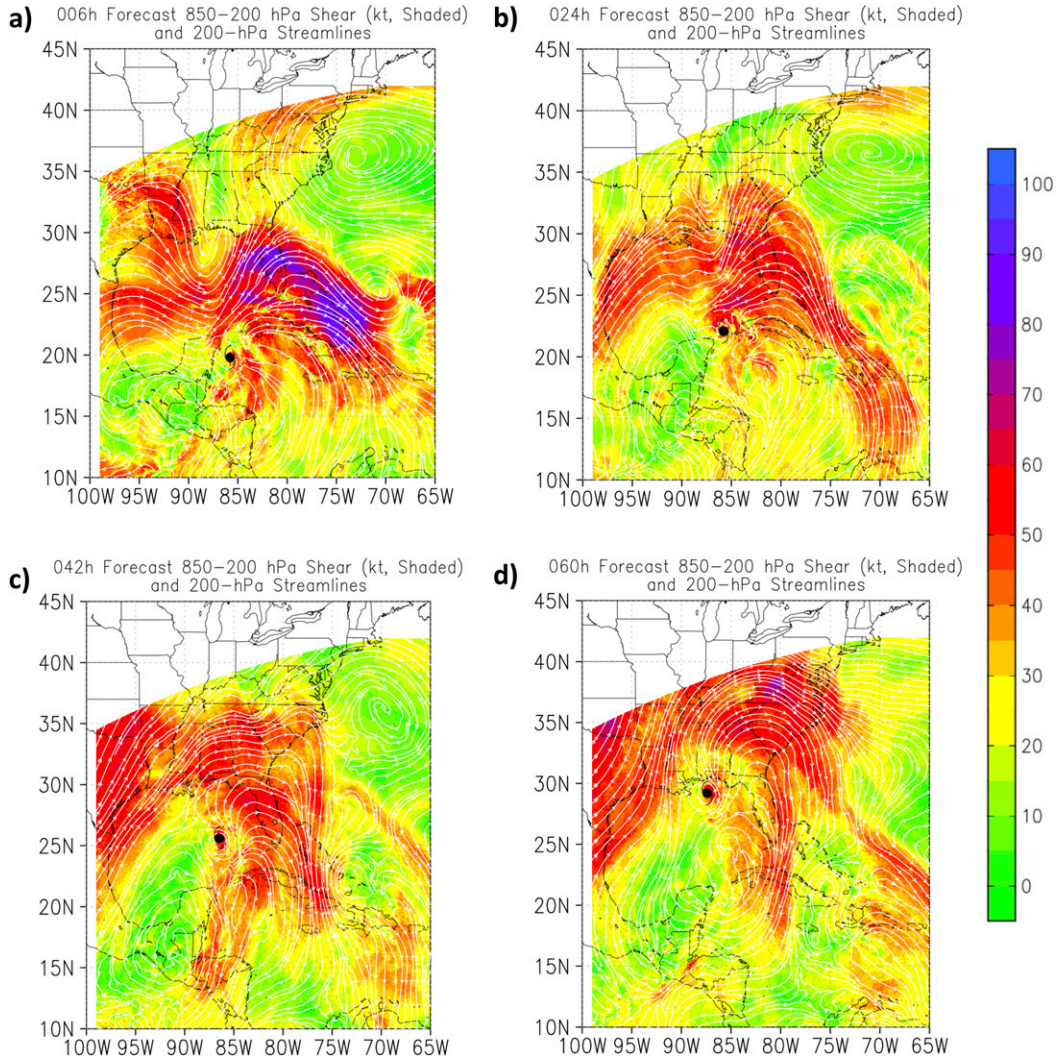 a)
006h Forecast 850-200 hPa Shear (kt, Shaded)
and 200-hPa Streamlines
45N
40N
35N
30N
25N
20N
15N
10N
100W 95W 90W 85W 80W 75W 70W 65W
b)
024h Forecast 850-200 hPa Shear (kt, Shaded)
and 200-hPa Streamlines
45N
40N
35N
30N
25N
20N
15N
10N
100W 95W 90W 85W 80W 75W 70W 65W
100
90
80
70
60
50
40
30
20
10
0
c)
042h Forecast 850-200 hPa Shear (kt, Shaded)
and 200-hPa Streamlines
45N
40N
35N
30N
25N
20N
15N
10N
100W 95W 90W 85W 80W 75W 70W 65W
d)
060h Forecast 850-200 hPa Shear (kt, Shaded)
and 200-hPa Streamlines
45N
40N
35N
30N
25N
20N
15N
10N
100W 95W 90W 85W 80W 75W 70W 65W